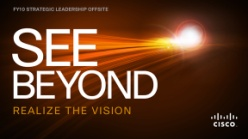 FY10 STRATEGIC LEADERSHIP OFFSITE
SEE
BEYOND
REALIZE THE VISION
CISCO